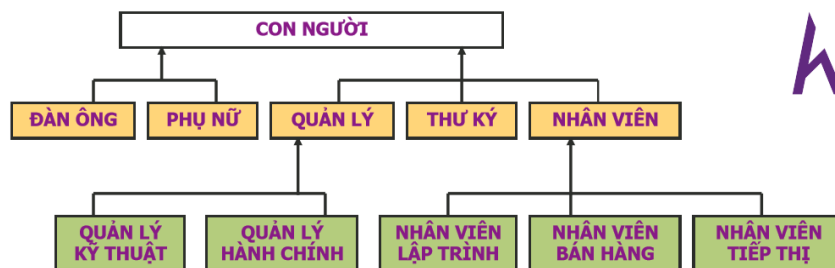 CON NGƯỜI
ĐÀN ÔNG
PHỤ NỮ
QUẢN LÝ
THƯ KÝ
NHÂN VIÊN
QUẢN LÝ
KỸ THUẬT
QUẢN LÝ
HÀNH CHÍNH
NHÂN VIÊN
LẬP TRÌNH
NHÂN VIÊN
BÁN HÀNG
NHÂN VIÊN
TIẾP THỊ